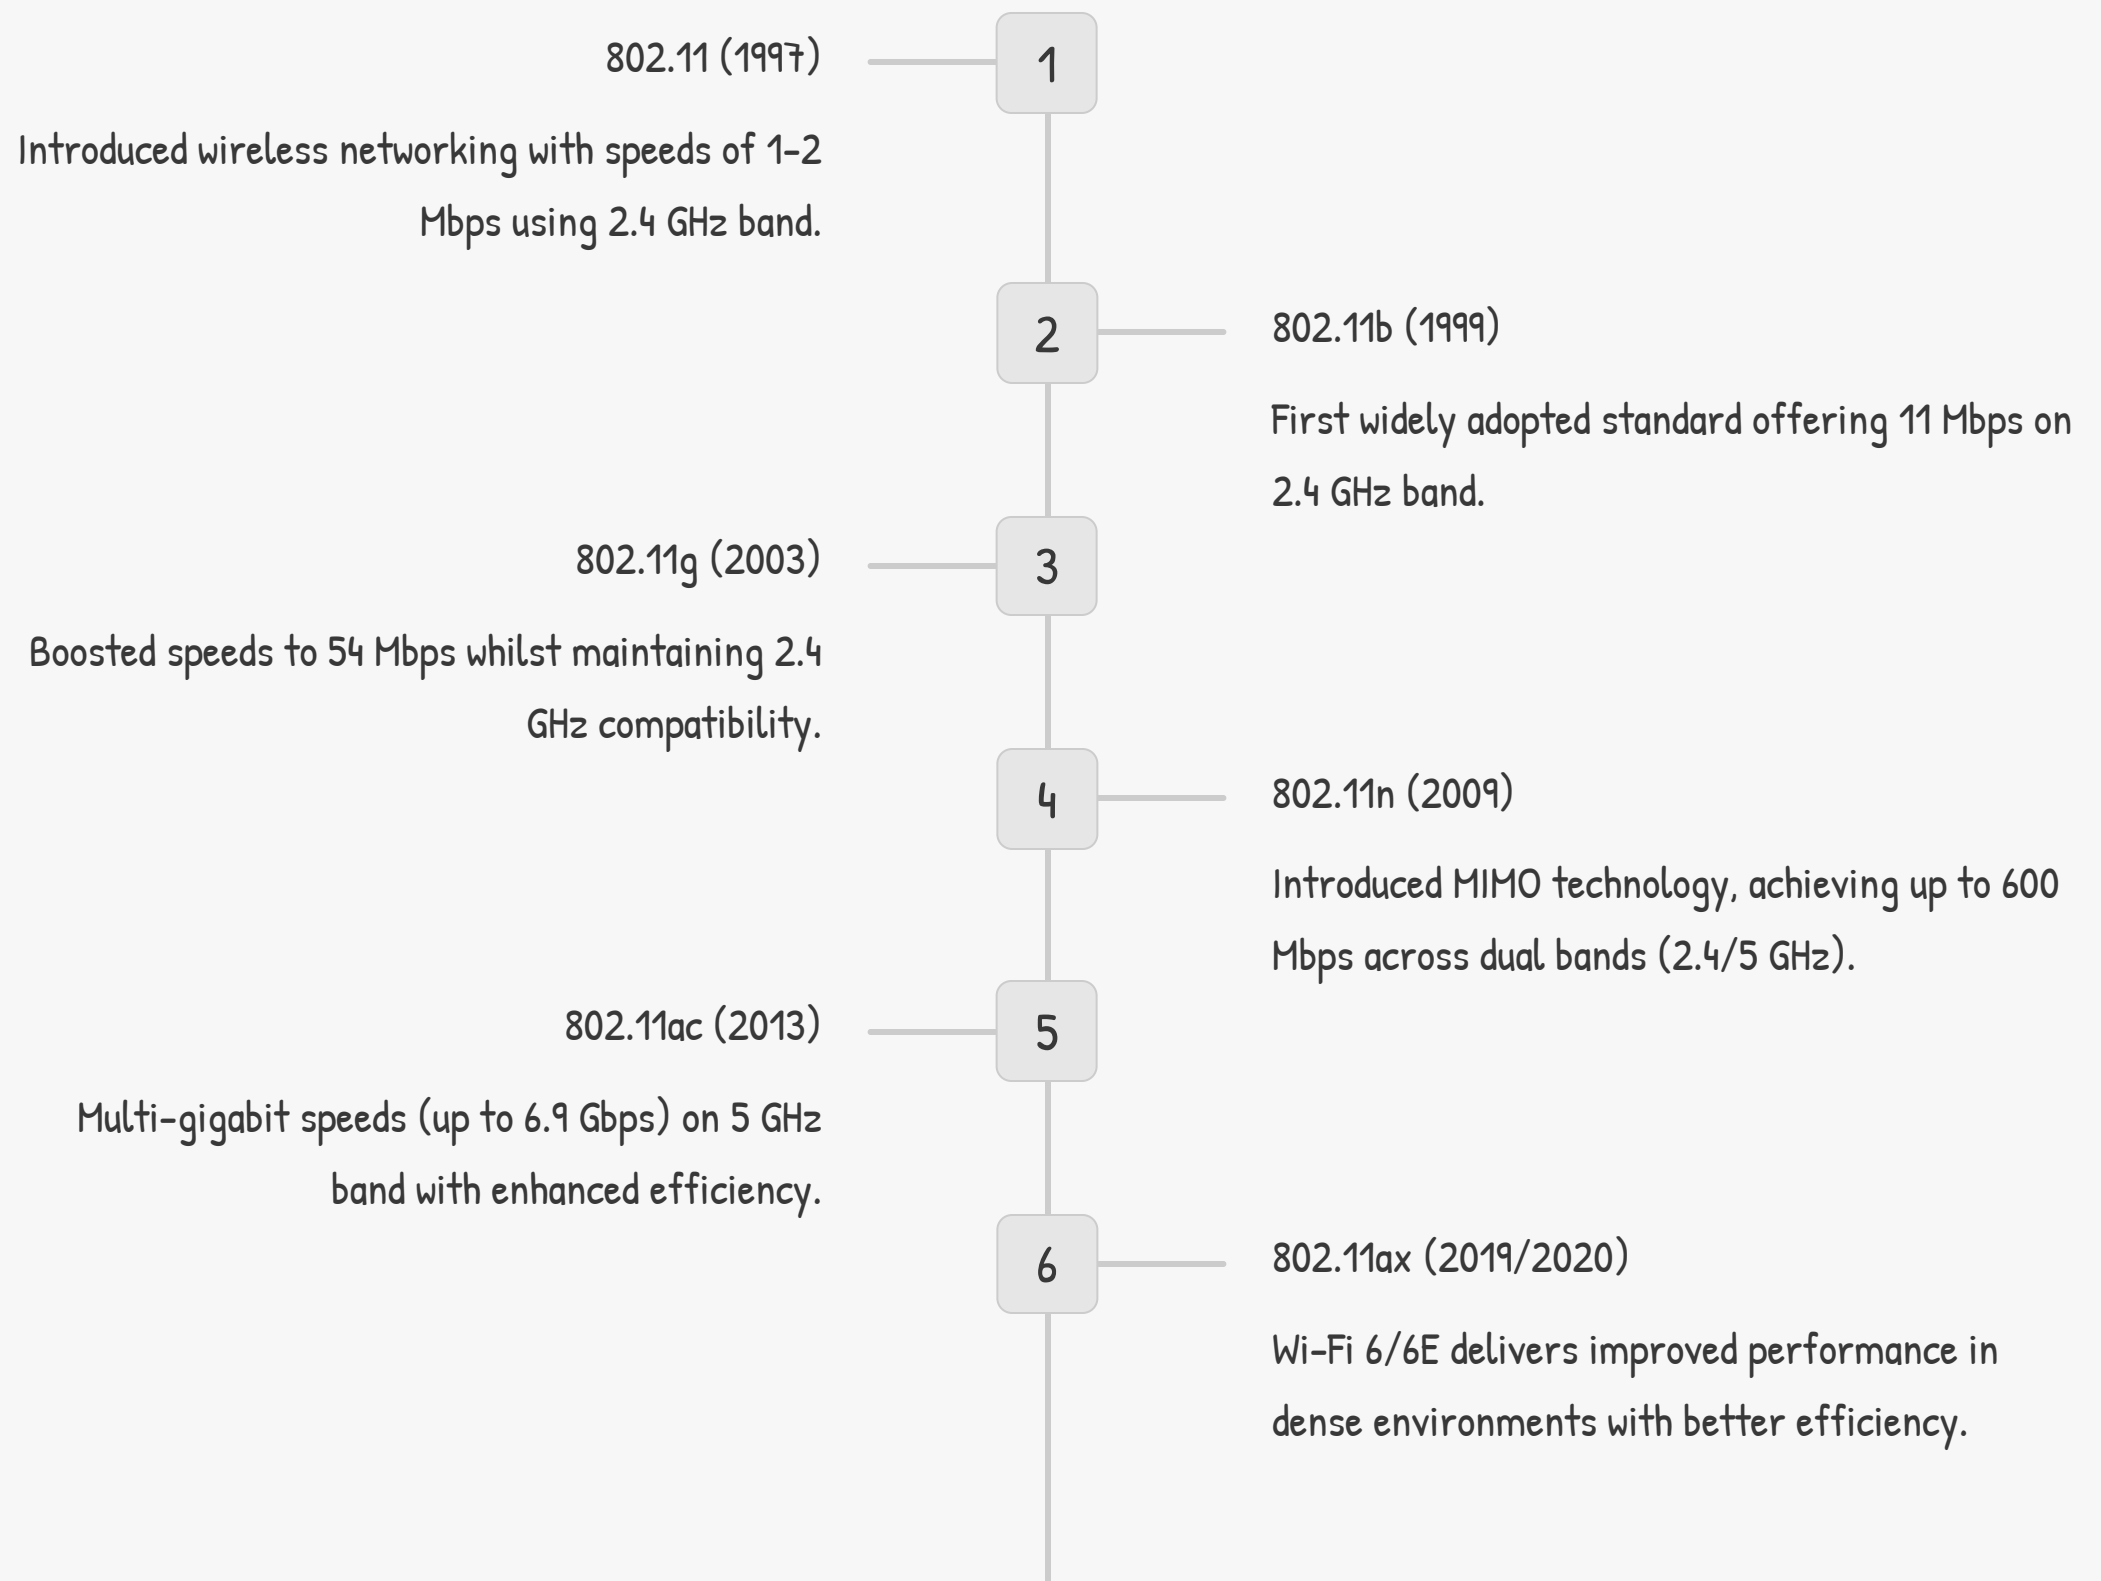 1
802.11 (1997)
Introduced wireless networking with speeds of 1-2
Mbps using 2.4 GHz band.
2
802.11b (1999)
First widely adopted standard offering 11 Mbps on
2.4 GHz band.
3
802.11g (2003)
Boosted speeds to 54 Mbps whilst maintaining 2.4
GHz compatibility.
4
802.11n (2009)
Introduced MIMO technology, achieving up to 600
Mbps across dual bands (2.4/5 GHz).
5
802.11ac (2013)
Multi-gigabit speeds (up to 6.9 Gbps) on 5 GHz
band with enhanced efficiency.
6
802.11ax (2019/2020)
Wi-Fi 6/6E delivers improved performance in
dense environments with better efficiency.